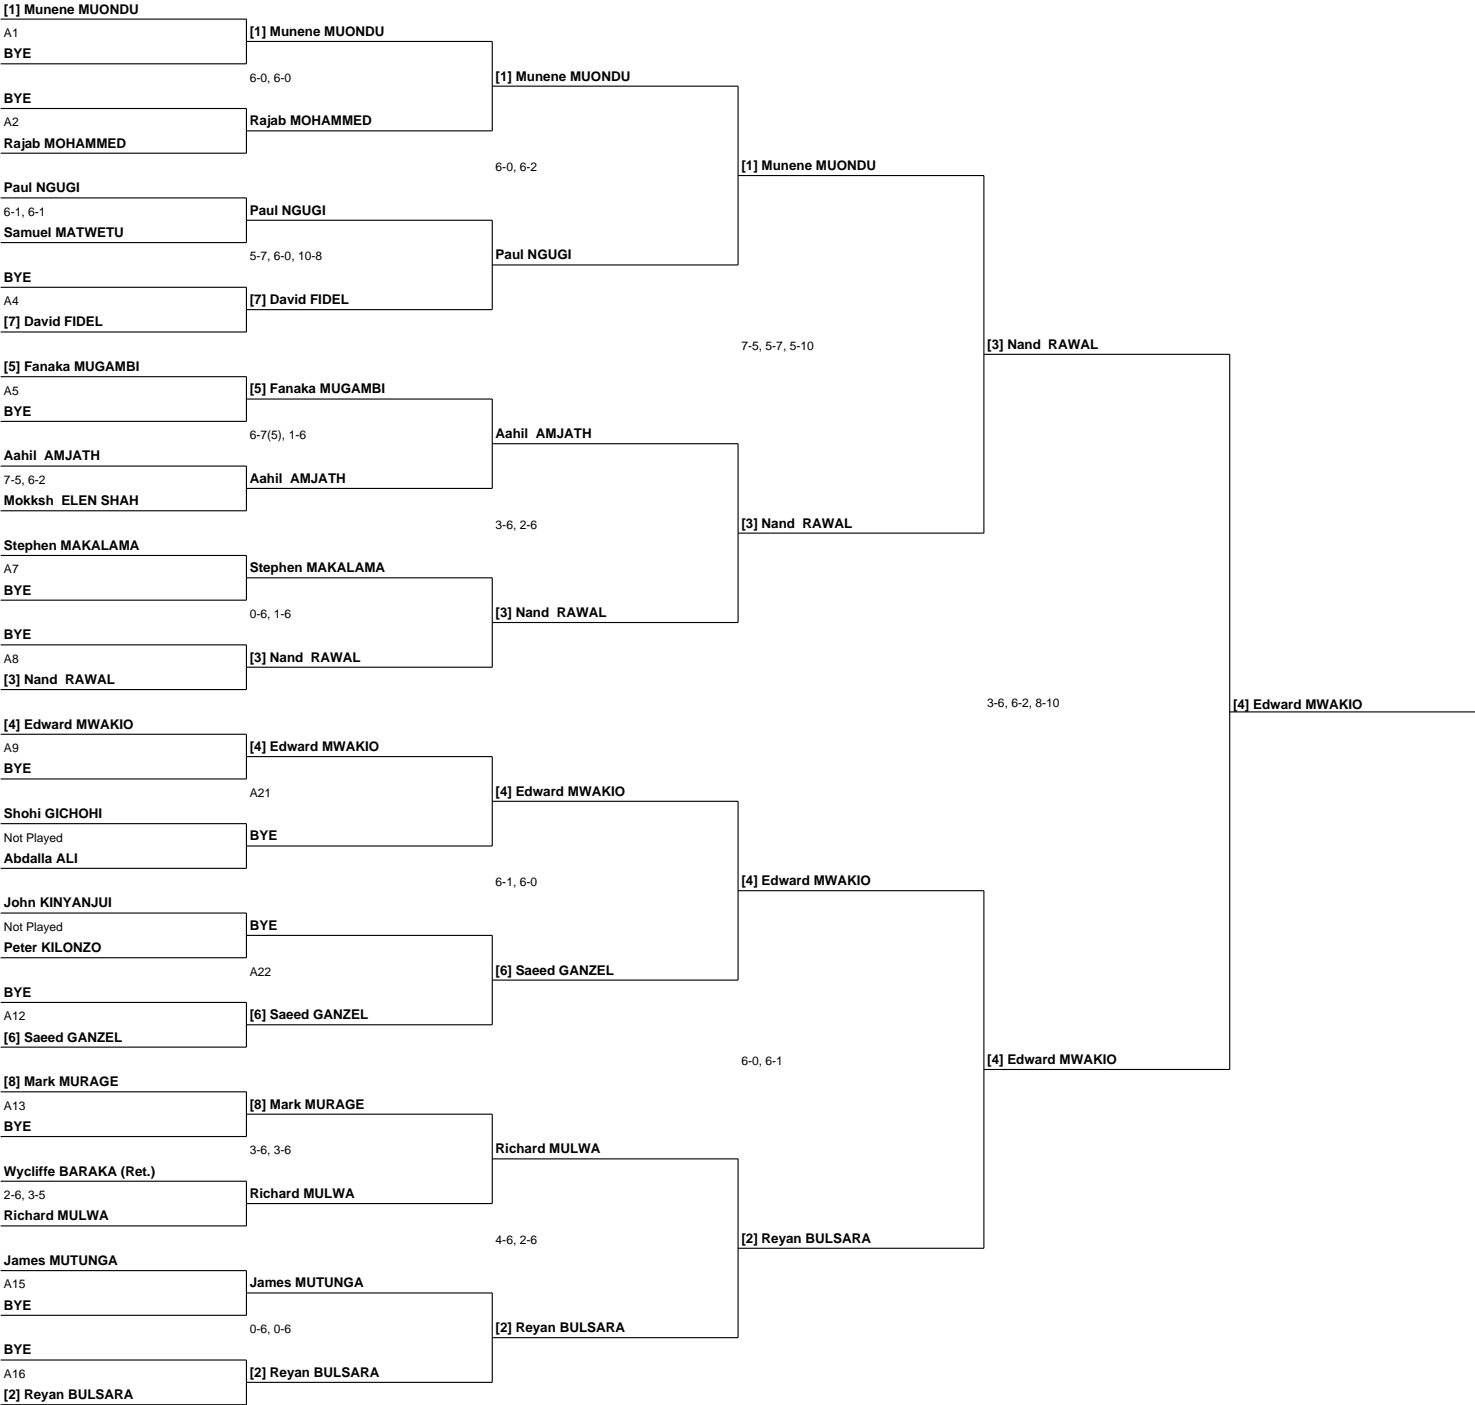 [1] Munene MUONDU
A1
BYE
BYE
A2
Rajab MOHAMMED
Paul NGUGI
6-1, 6-1
Samuel MATWETU
BYE
A4
[7] David FIDEL
[5] Fanaka MUGAMBI
A5
BYE
Aahil AMJATH
7-5, 6-2
Mokksh ELEN SHAH
Stephen MAKALAMA
A7
BYE
BYE
A8
[3] Nand RAWAL
[4] Edward MWAKIO
A9
BYE
Shohi GICHOHI
Not Played
Abdalla ALI
John KINYANJUI
Not Played
Peter KILONZO
BYE
A12
[6] Saeed GANZEL
[8] Mark MURAGE
A13
BYE
Wycliffe BARAKA (Ret.)
2-6, 3-5
Richard MULWA
James MUTUNGA
A15
BYE
BYE
A16
[2] Reyan BULSARA
[1] Munene MUONDU
6-0, 6-0
Rajab MOHAMMED
Paul NGUGI
5-7, 6-0, 10-8
[7] David FIDEL
[5] Fanaka MUGAMBI
6-7(5), 1-6
Aahil AMJATH
Stephen MAKALAMA
0-6, 1-6
[3] Nand RAWAL
[4] Edward MWAKIO
A21
BYE
BYE
A22
[6] Saeed GANZEL
[8] Mark MURAGE
3-6, 3-6
Richard MULWA
James MUTUNGA
0-6, 0-6
[2] Reyan BULSARA
[1] Munene MUONDU
6-0, 6-2
Paul NGUGI
Aahil AMJATH
3-6, 2-6
[3] Nand RAWAL
[4] Edward MWAKIO
6-1, 6-0
[6] Saeed GANZEL
Richard MULWA
4-6, 2-6
[2] Reyan BULSARA
[1] Munene MUONDU
7-5, 5-7, 5-10
[3] Nand RAWAL
[4] Edward MWAKIO
6-0, 6-1
[2] Reyan BULSARA
[3] Nand RAWAL
3-6, 6-2, 8-10
[4] Edward MWAKIO
[4] Edward MWAKIO